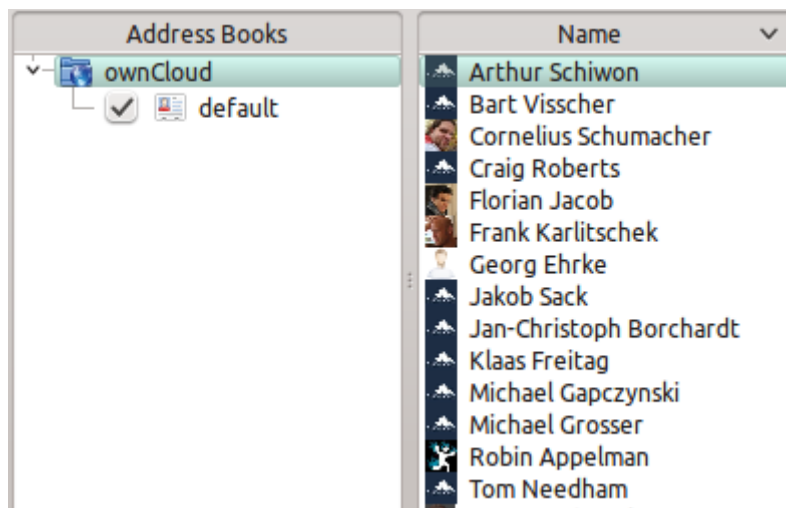 Address Books
ownCloud
default
Name
Arthur Schiwon
Bart Visscher
Cornelius Schumacher
Craig Roberts
Florian Jacob
Frank Karlitschek
Georg Ehrke
Jakob Sack
Jan-Christoph Borchardt
Klaas Freitag
Michael Gapczynski
Michael Grosser
Robin Appelman
Tom Needham